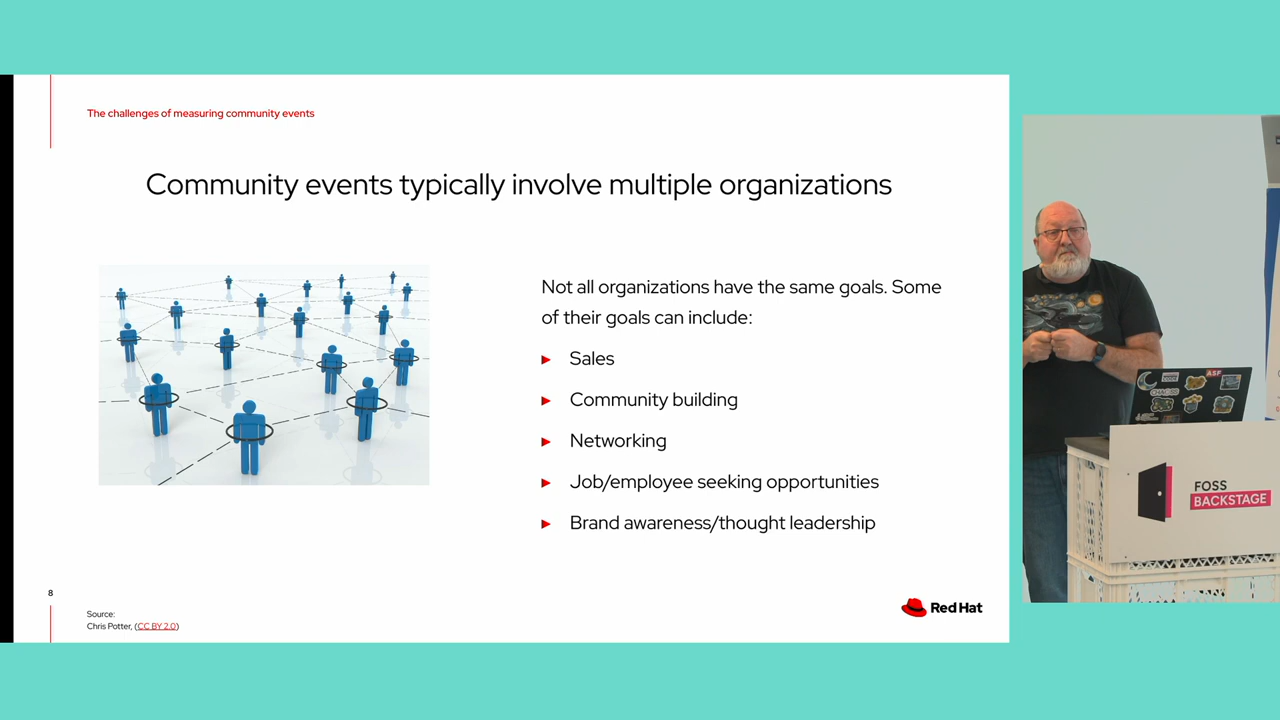 The challenges of measuring community events
Community events typically involve multiple organizations
Not all organizations have the same goals. Some
of their goals can include:
Sales
Community building
Networking
Job/employee seeking opportunities
Brand awareness/thought leadership
8
Source:
Chris Potter, (CC BY 2.0)
Red Hat
ASF
FOSS
BACKSTAGE